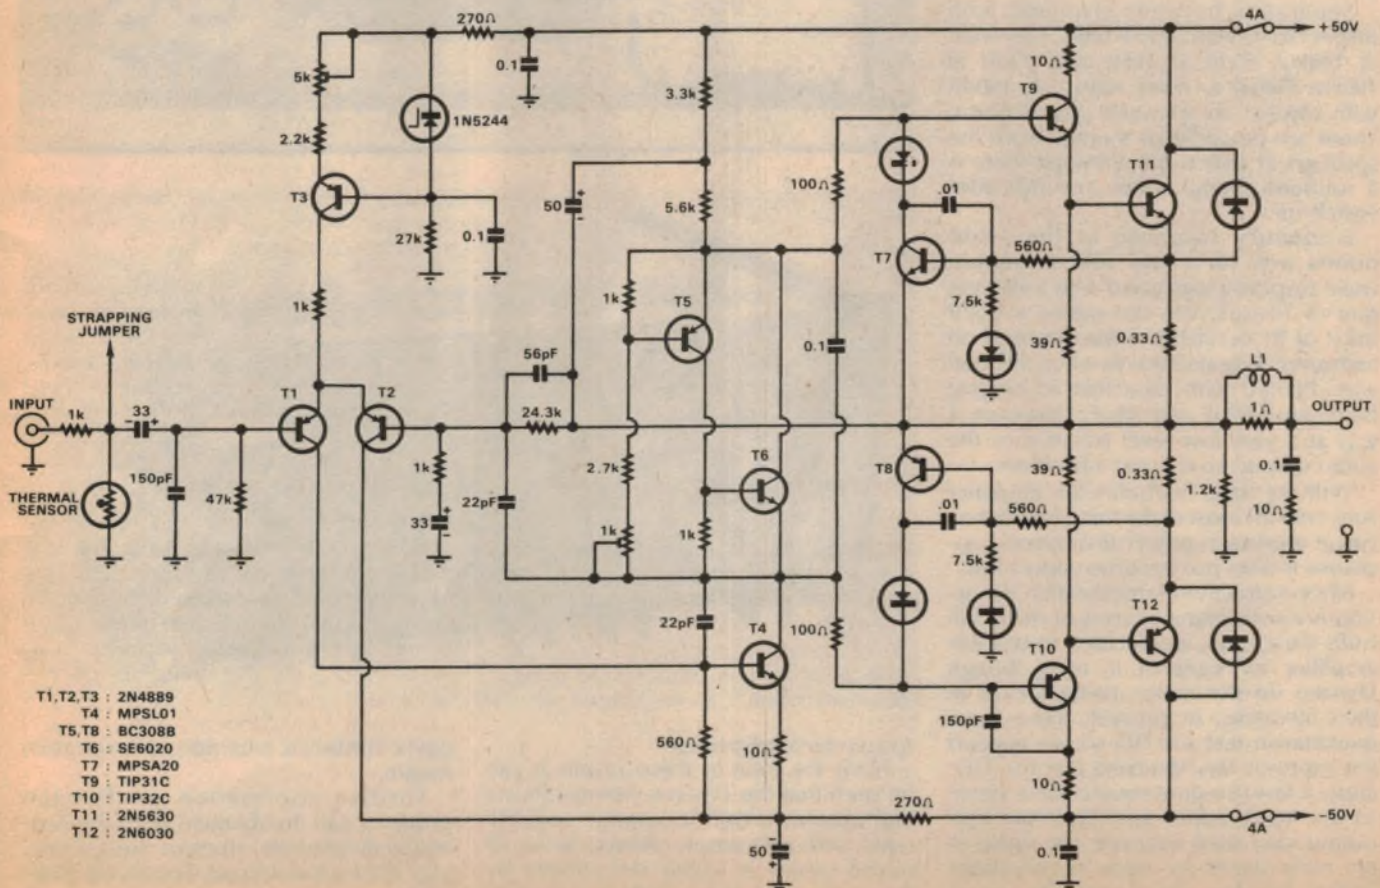 270Ω
4A
+50V
5k
0.1
10Ω
3.3k
T9
1N5244
2.2k
T3
T11
100Ω
.01
50
+
-
5.6k
27k
0.1
T7
560Ω
1k
T5
1k
7.5k
STRAPPING
JUMPER
56pF
0.1
39Ω
0.33Ω
L1
INPUT
1k
- 33 +
T1
T2
24.3k
1Ω
OUTPUT
T8
150pF
47k
1k
22pF
2.7k
T6
39Ω
0.33Ω
0.1
1.2k
.01
560Ω
10Ω
THERMAL
SENSOR
33
+
-
1k
1k
7.5k
22pF
100Ω
T12
T4
T10
150pF
560Ω
10Ω
10Ω
270Ω
4A
-50V
50
-
+
0.1
T1,T2,T3 : 2N4889
T4 : MPSL01
T5,T8 : BC308B
T6 : SE6020
T7 : MPSA20
T9 : TIP31C
T10 : TIP32C
T11 : 2N5630
T12 : 2N6030